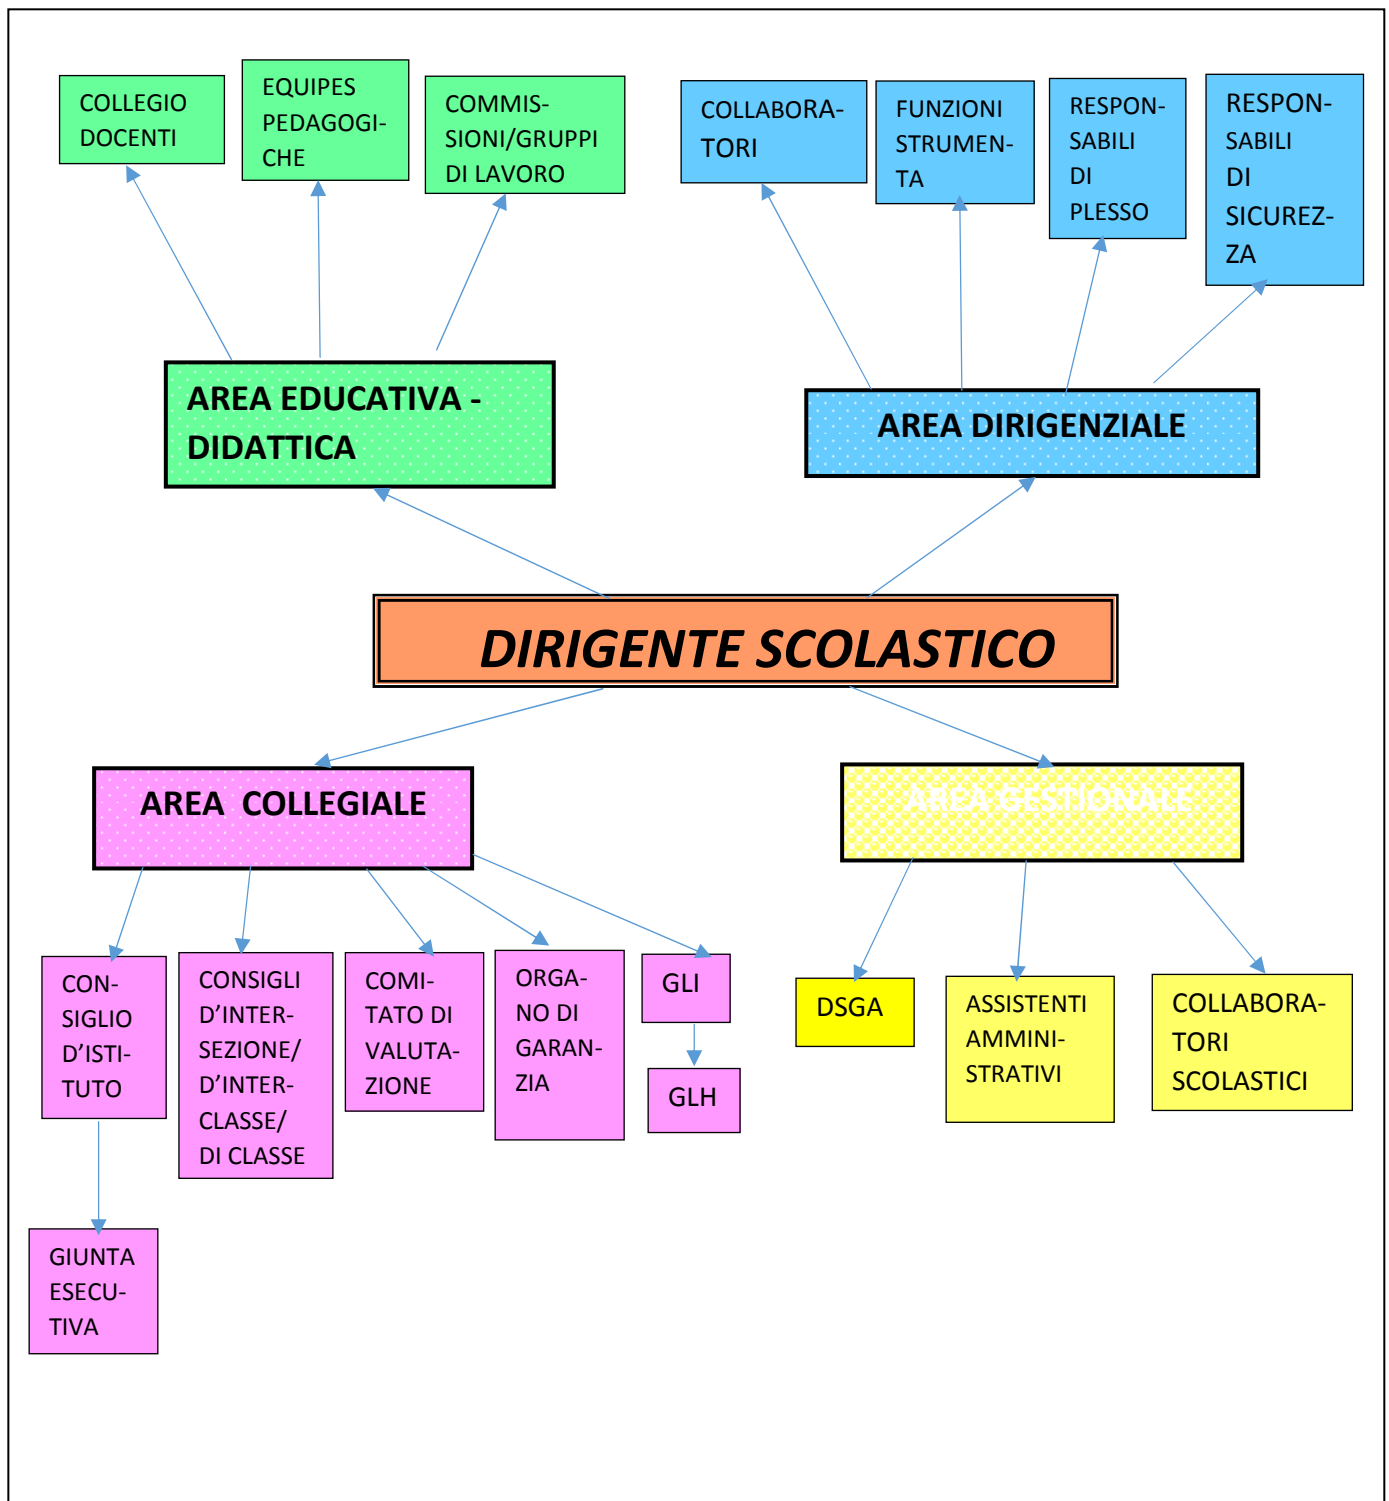 COLLEGIO
DOCENTI
EQUIPES
PEDAGOGI-
CHE
COMMIS-
SIONI/GRUPPI
DI LAVORO
COLLABORA-
TORI
FUNZIONI
STRUMEN-
TA
RESPON-
SABILI
DI
PLESSO
RESPON-
SABILI
DI
SICUREZ-
ZA
AREA EDUCATIVA -
DIDATTICA
AREA DIRIGENZIALE
DIRIGENTE SCOLASTICO
AREA COLLEGIALE
AREA GESTIONALE
CON-
SIGLIO
D'ISTI-
TUTO
CONSIGLI
D'INTER-
SEZIONE/
D'INTER-
CLASSE/
DI CLASSE
COMI-
TATO DI
VALUTA-
ZIONE
ORGA-
NO DI
GARAN-
ZIA
GLI
GLH
DSGA
ASSISTENTI
AMMINI-
STRATIVI
COLLABORA-
TORI
SCOLASTICI
GIUNTA
ESECU-
TIVA